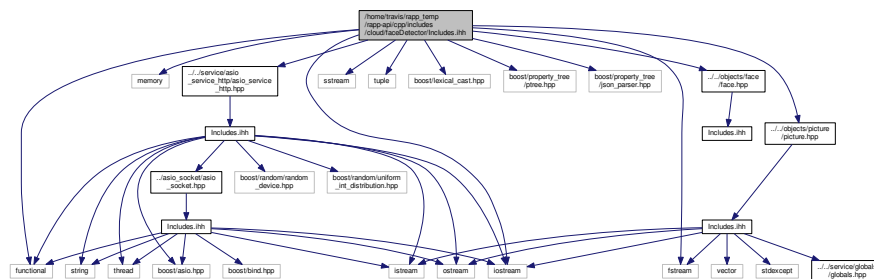 /home/travis/rapp_temp
/rapp-api/cpp/includes
/cloud/faceDetector/Includes.ihh
memory
../../service/asio
_service_http/asio_service
_http.hpp
sstream
tuple
boost/lexical_cast.hpp
boost/property_tree
/ptree.hpp
boost/property_tree
/json_parser.hpp
../../objects/face
/face.hpp
Includes.ihh
Includes.ihh
../../objects/picture
/picture.hpp
../asio_socket/asio
_socket.hpp
boost/random/random
_device.hpp
boost/random/uniform
_int_distribution.hpp
Includes.ihh
Includes.ihh
functional
string
thread
boost/asio.hpp
boost/bind.hpp
istream
ostream
iostream
fstream
vector
stdexcept
../../service/globals
/globals.hpp